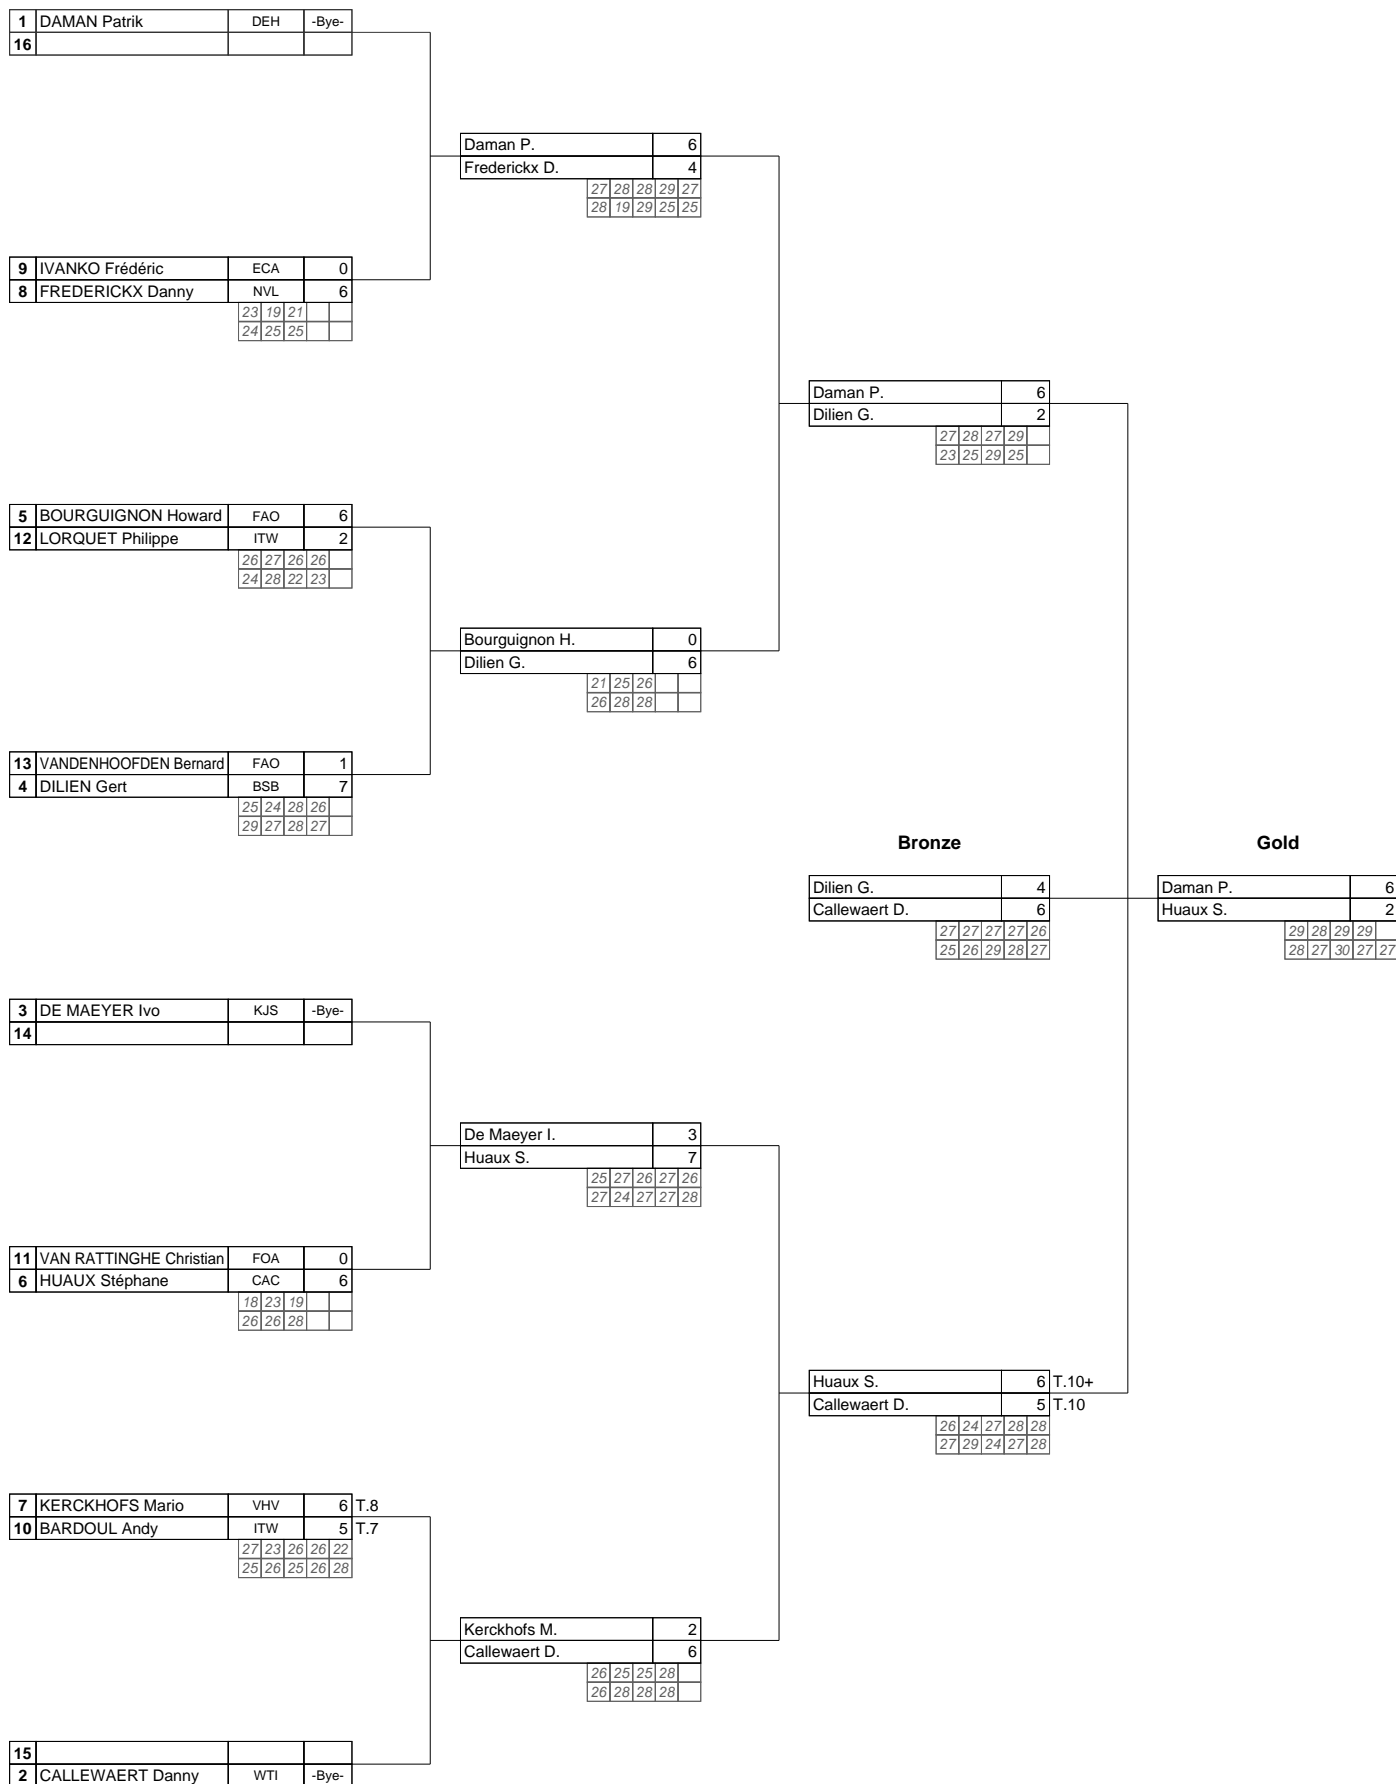 1 DAMAN Patrik DEH -Bye-
16
Daman P. 6
Frederickx D. 4
27 28 28 29 27
28 19 29 25 25
9 IVANKO Frédéric ECA 0
8 FREDERICKX Danny NVL 6
23 19 21
24 25 25
Daman P. 6
Dilien G. 2
27 28 27 29
23 25 29 25
5 BOURGUIGNON Howard FAO 6
12 LORQUET Philippe ITW 2
26 27 26 26
24 28 22 23
Bourguignon H. 0
Dilien G. 6
21 25 26
26 28 28
13 VANDENHOOFDEN Bernard FAO 1
4 DILIEN Gert BSB 7
25 24 28 26
29 27 28 27
Bronze Gold
Dilien G. 4 Daman P. 6
Callewaert D. 6 Huaux S. 2
27 27 27 27 26 29 28 29 29
25 26 29 28 27 28 27 30 27 27
3 DE MAEYER Ivo KJS -Bye-
14
De Maeyer I. 3
Huaux S. 7
25 27 26 27 26
27 24 27 27 28
11 VAN RATTINGHE Christian FOA 0
6 HUAUX Stéphane CAC 6
18 23 19
26 26 28
Huaux S. 6 T.10+
Callewaert D. 5 T.10
26 24 27 28 28
27 29 24 27 28
7 KERCKHOFS Mario VHV 6 T.8
10 BARDOUL Andy ITW 5 T.7
27 23 26 26 22
25 26 25 26 28
Kerckhofs M. 2
Callewaert D. 6
26 25 25 28
26 28 28 28
15
2 CALLEWAERT Danny WTI -Bye-